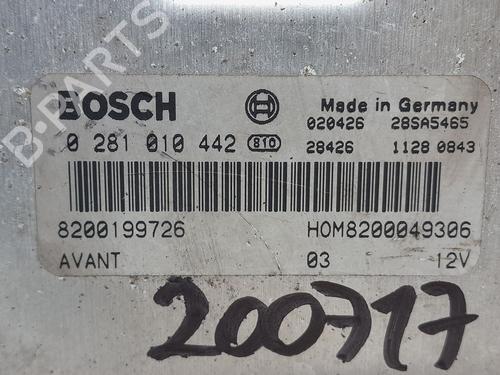 B-PARTS
BOSCH
Made in Germany
0 281 010 442 810
020426 28SA5465
28426 1128 0843
8200199726 HOM8200049306
AVANT 03 12V
200717